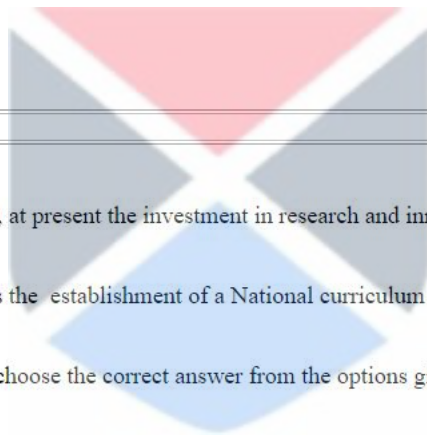 , at present the investment in research and in
s the establishment of a National curriculum
choose the correct answer from the options g